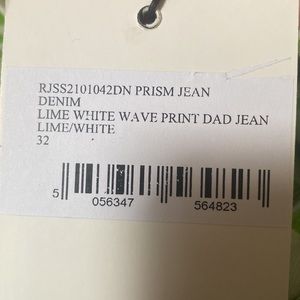 RJSS2101042DN PRISM JEAN
DENIM
LIME WHITE WAVE PRINT DAD JEAN
LIME/WHITE
32
5 056347 564823